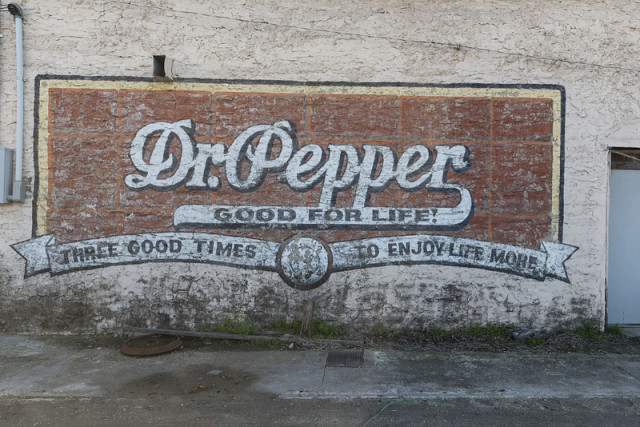 Dr. Pepper
GOOD FOR LIFE!
THREE GOOD TIMES TO ENJOY LIFE MORE